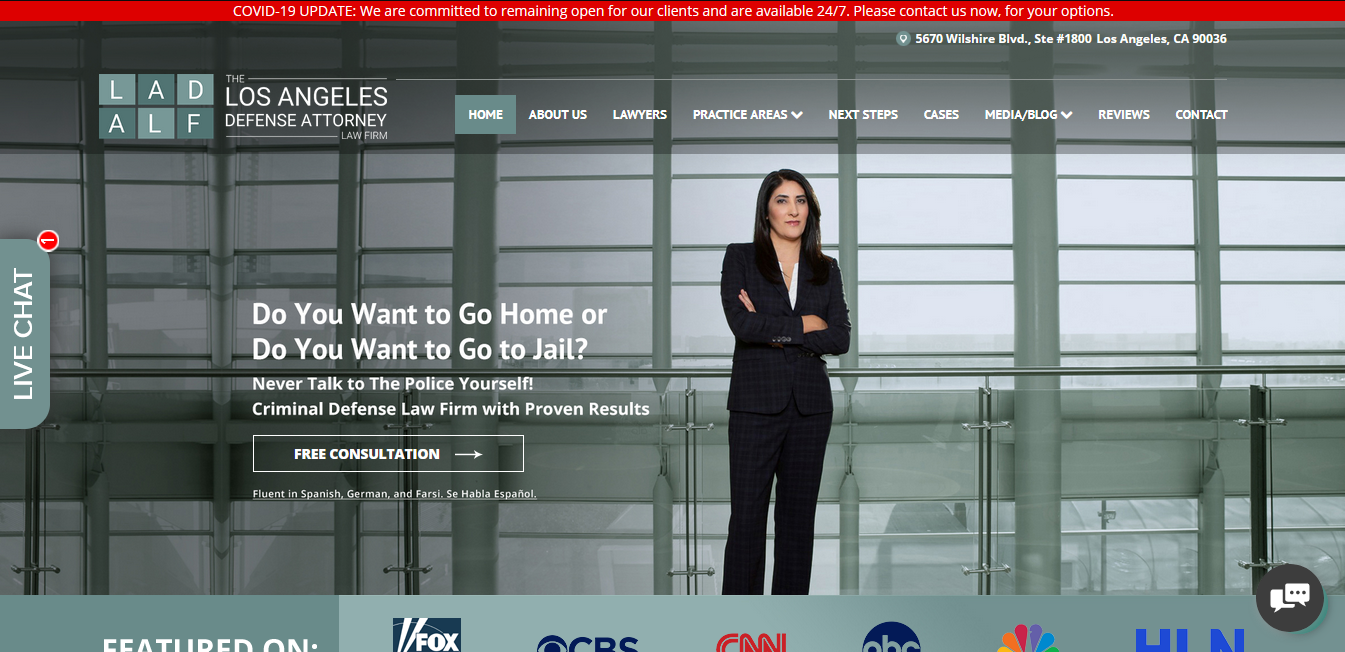 COVID-19 UPDATE: We are committed to remaining open for our clients and are available 24/7. Please contact us now, for your options.
5670 Wilshire Blvd., Ste #1800 Los Angeles, CA 90036
L A D
A L F
THE
LOS ANGELES
DEFENSE ATTORNEY
LAW FIRM
HOME ABOUT US LAWYERS PRACTICE AREAS NEXT STEPS CASES MEDIA/BLOG REVIEWS CONTACT
1
LIVE CHAT
Do You Want to Go Home or
Do You Want to Go to Jail?
Never Talk to The Police Yourself!
Criminal Defense Law Firm with Proven Results
FREE CONSULTATION
Fluent in Spanish, German, and Farsi. Se Habla Español.
FEATURED ON:
FOX CBS CNN abc HLN